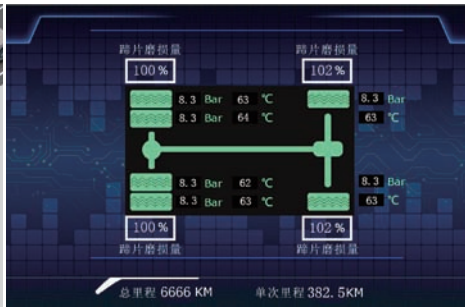 蹄片磨损量 蹄片磨损量
100% 102%
8.3 Bar 63 ℃ 8.3 Bar
8.3 Bar 64 ℃ 63 ℃
8.3 Bar 62 ℃ 8.3 Bar
8.3 Bar 63 ℃ 63 ℃
100% 102%
蹄片磨损量 蹄片磨损量
总里程 6666 KM 单次里程 382.5KM